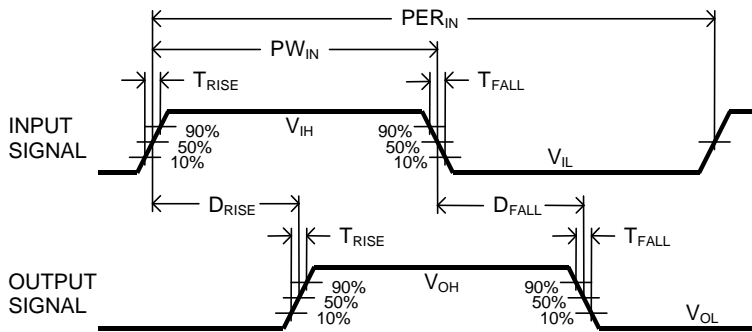 PER_IN
PW_IN
T_RISE
T_FALL
INPUT
SIGNAL
V_IH
90%
50%
10%
90%
50%
10%
V_IL
D_RISE
D_FALL
T_RISE
T_FALL
OUTPUT
SIGNAL
V_OH
90%
50%
10%
90%
50%
10%
V_OL